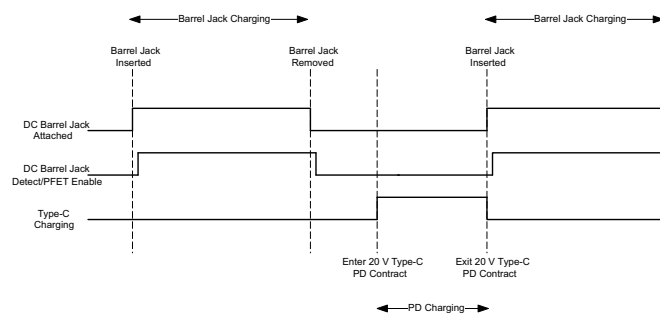 Barrel Jack Charging
Barrel Jack Charging
Barrel Jack
Inserted
Barrel Jack
Removed
Barrel Jack
Inserted
DC Barrel Jack
Attached
DC Barrel Jack
Detect/PFET Enable
Type-C
Charging
Enter 20 V Type-C
PD Contract
Exit 20 V Type-C
PD Contract
PD Charging